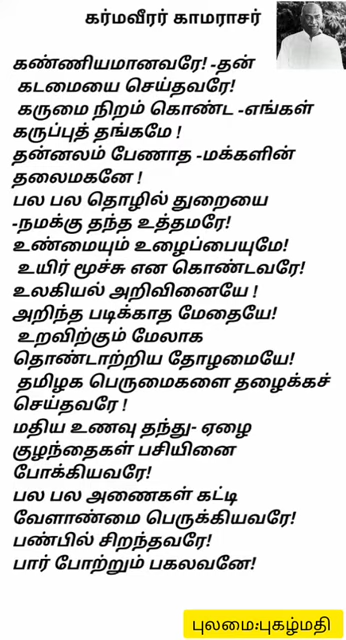 கர்மவீரர் காமராசர்
கண்ணியமானவரே! -தன்
கடமையை செய்தவரே!
கருமை நிறம் கொண்ட -எங்கள்
கருப்புத் தங்கமே !
தன்னலம் பேணாத -மக்களின்
தலைமகனே !
பல பல தொழில் துறையை
-நமக்கு தந்த உத்தமரே!
உண்மையும் உழைப்பையுமே!
உயிர் மூச்சு என கொண்டவரே!
உலகியல் அறிவினையே !
அறிந்த படிக்காத மேதையே!
உறவிற்கும் மேலாக
தொண்டாற்றிய தோழமையே!
தமிழக பெருமைகளை தழைக்கச்
செய்தவரே !
மதிய உணவு தந்து- ஏழை
குழந்தைகள் பசியினை
போக்கியவரே!
பல பல அணைகள் கட்டி
வேளாண்மை பெருக்கியவரே!
பண்பில் சிறந்தவரே!
பார் போற்றும் பகலவனே!
புலமை:புகழ்மதி